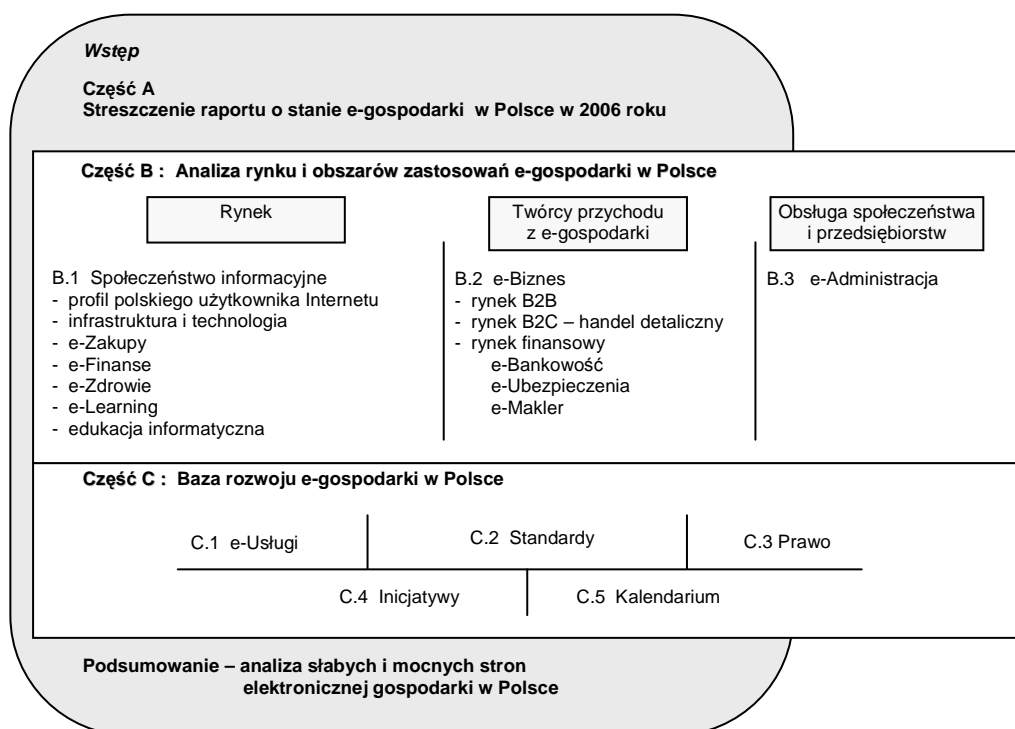 Wstęp
Część A
Streszczenie raportu o stanie e-gospodarki w Polsce w 2006 roku
Część B : Analiza rynku i obszarów zastosowań e-gospodarki w Polsce
Rynek
B.1 Społeczeństwo informacyjne
- profil polskiego użytkownika Internetu
- infrastruktura i technologia
- e-Zakupy
- e-Finanse
- e-Zdrowie
- e-Learning
- edukacja informatyczna
Twórcy przychodu
z e-gospodarki
B.2 e-Biznes
- rynek B2B
- rynek B2C – handel detaliczny
- rynek finansowy
e-Bankowość
e-Ubezpieczenia
e-Makler
Obsługa społeczeństwa
i przedsiębiorstw
B.3 e-Administracja
Część C : Baza rozwoju e-gospodarki w Polsce
C.1 e-Usługi
C.2 Standardy
C.3 Prawo
C.4 Inicjatywy
C.5 Kalendarium
Podsumowanie – analiza słabych i mocnych stron
elektronicznej gospodarki w Polsce